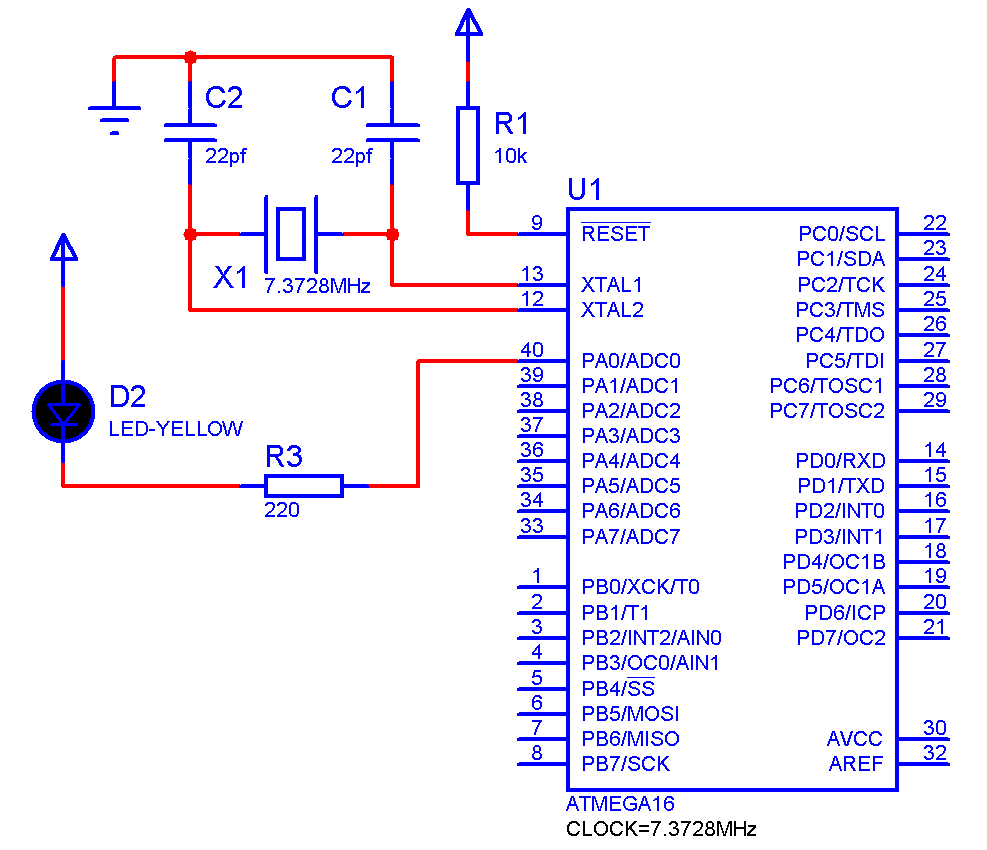 C2
22pf
C1
22pf
R1
10k
X1
7.3728MHz
D2
LED-YELLOW
R3
220
U1
9 RESET
13 XTAL1
12 XTAL2
40 PA0/ADC0
39 PA1/ADC1
38 PA2/ADC2
37 PA3/ADC3
36 PA4/ADC4
35 PA5/ADC5
34 PA6/ADC6
33 PA7/ADC7
1 PB0/XCK/T0
2 PB1/T1
3 PB2/INT2/AIN0
4 PB3/OC0/AIN1
5 PB4/SS
6 PB5/MOSI
7 PB6/MISO
8 PB7/SCK
PC0/SCL 22
PC1/SDA 23
PC2/TCK 24
PC3/TMS 25
PC4/TDO 26
PC5/TDI 27
PC6/TOSC1 28
PC7/TOSC2 29
PD0/RXD 14
PD1/TXD 15
PD2/INT0 16
PD3/INT1 17
PD4/OC1B 18
PD5/OC1A 19
PD6/ICP 20
PD7/OC2 21
AVCC 30
AREF 32
ATMEGA16
CLOCK=7.3728MHz